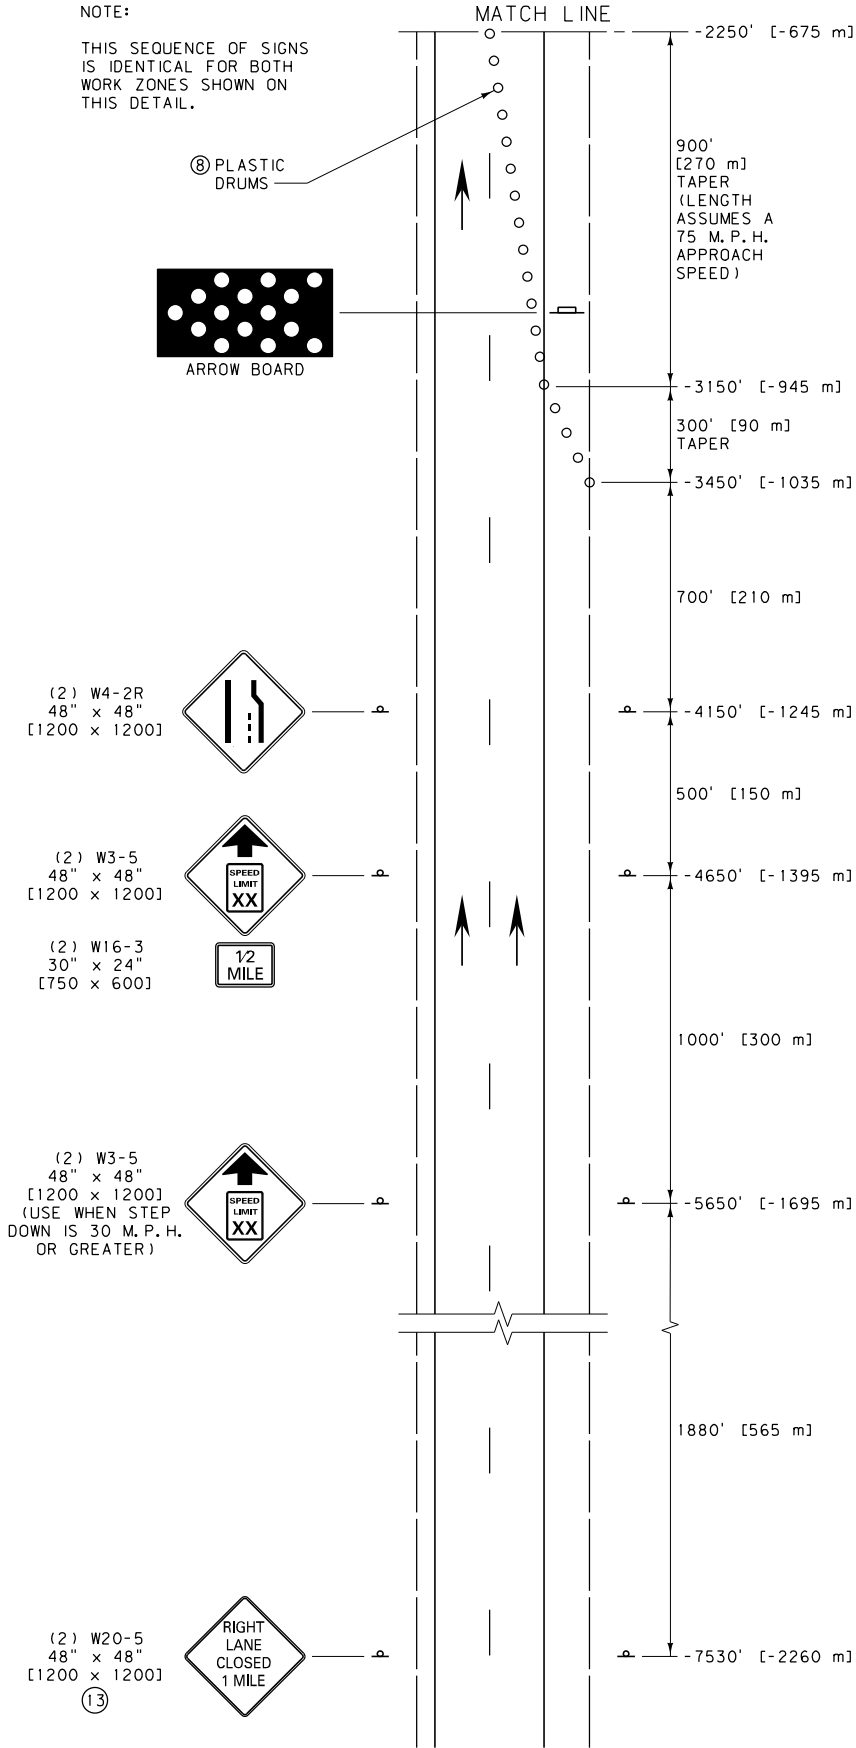 NOTE:
THIS SEQUENCE OF SIGNS
IS IDENTICAL FOR BOTH
WORK ZONES SHOWN ON
THIS DETAIL.
MATCH LINE
-2250' [-675 m]
900'
[270 m]
TAPER
(LENGTH
ASSUMES A
75 M.P.H.
APPROACH
SPEED)
8 PLASTIC
DRUMS
ARROW BOARD
-3150' [-945 m]
300' [90 m]
TAPER
-3450' [-1035 m]
700' [210 m]
(2) W4-2R
48" x 48"
[1200 x 1200]
-4150' [-1245 m]
500' [150 m]
(2) W3-5
48" x 48"
[1200 x 1200]
SPEED
LIMIT
XX
-4650' [-1395 m]
(2) W16-3
30" x 24"
[750 x 600]
1/2
MILE
1000' [300 m]
(2) W3-5
48" x 48"
[1200 x 1200]
(USE WHEN STEP
DOWN IS 30 M.P.H.
OR GREATER)
SPEED
LIMIT
XX
-5650' [-1695 m]
1880' [565 m]
(2) W20-5
48" x 48"
[1200 x 1200]
13
RIGHT
LANE
CLOSED
1 MILE
-7530' [-2260 m]